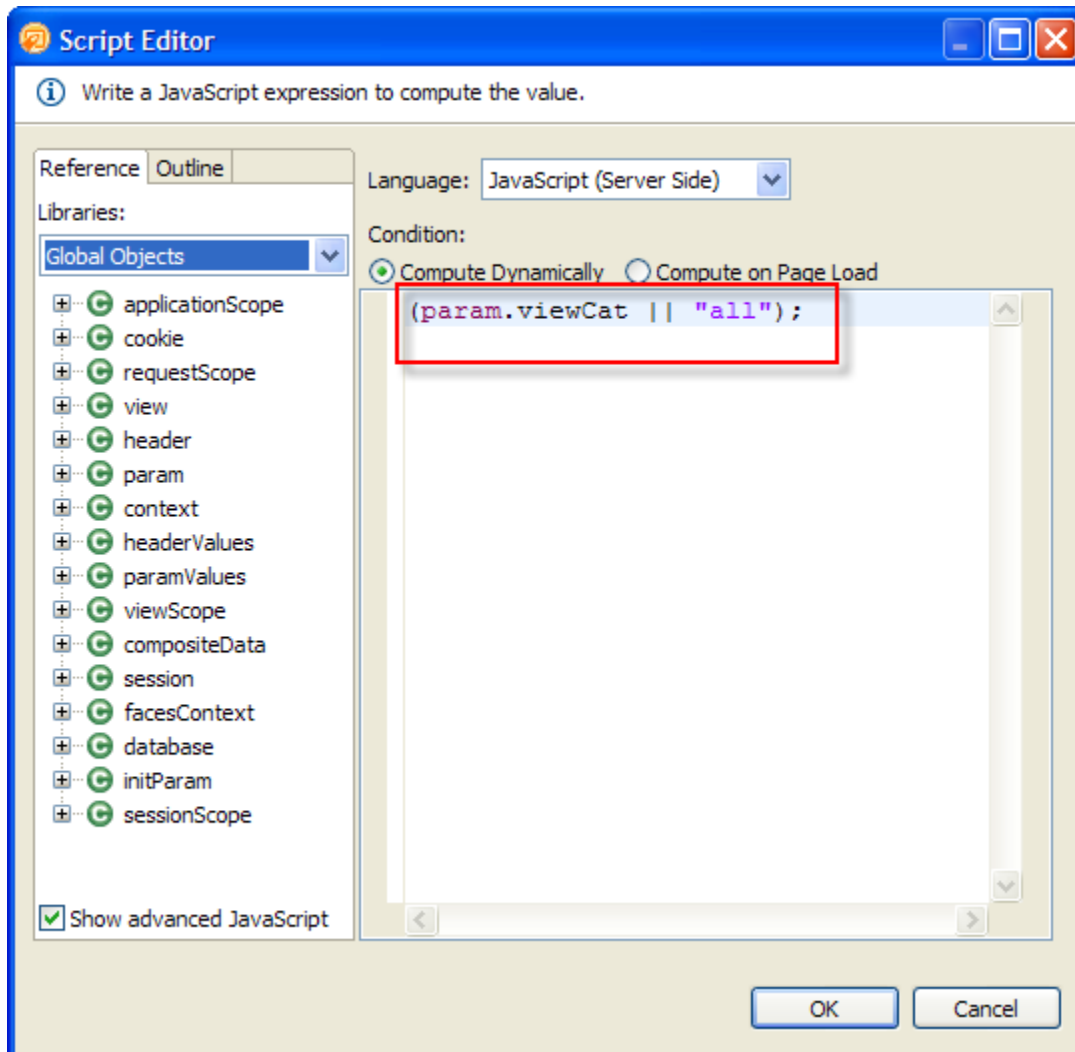 Script Editor
Write a JavaScript expression to compute the value.
Reference Outline
Libraries:
Global Objects
applicationScope
cookie
requestScope
view
header
param
context
headerValues
paramValues
viewScope
compositeData
session
facesContext
database
initParam
sessionScope
Show advanced JavaScript
Language: JavaScript (Server Side)
Condition:
Compute Dynamically Compute on Page Load
(param.viewCat || "all");
OK Cancel